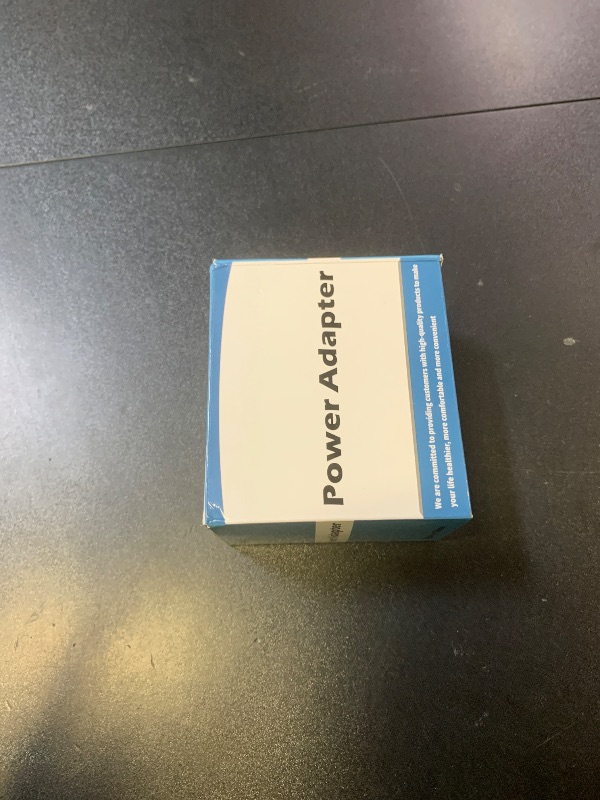 Power Adapter
We are committed to providing customers with high-quality products to make
your life healthier, more comfortable and more convenient